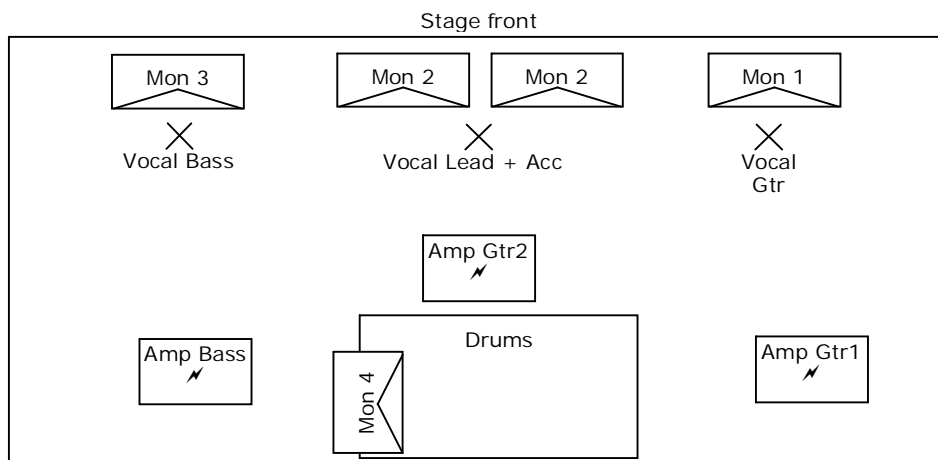 Stage front
Mon 3
Mon 2
Mon 2
Mon 1
Vocal Bass
Vocal Lead + Acc
Vocal
Gtr
Amp Gtr2
Drums
Amp Bass
Mon 4
Amp Gtr1